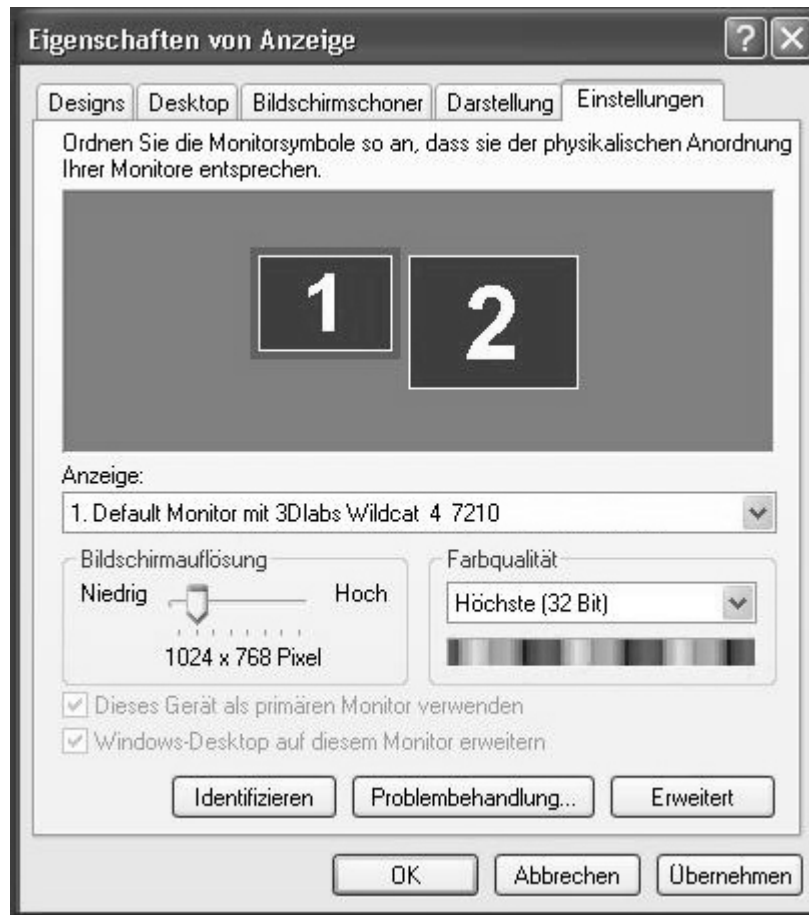 Eigenschaften von Anzeige
Designs Desktop Bildschirmschoner Darstellung Einstellungen
Ordnen Sie die Monitorsymbole so an, dass sie der physikalischen Anordnung
Ihrer Monitore entsprechen.
1 2
Anzeige:
1. Default Monitor mit 3Dlabs Wildcat 4 7210
Bildschirmauflösung Farbqualität
Niedrig Hoch Höchste (32 Bit)
1024 x 768 Pixel
Dieses Gerät als primären Monitor verwenden
Windows-Desktop auf diesem Monitor erweitern
Identifizieren Problembehandlung... Erweitert
OK Abbrechen Übernehmen